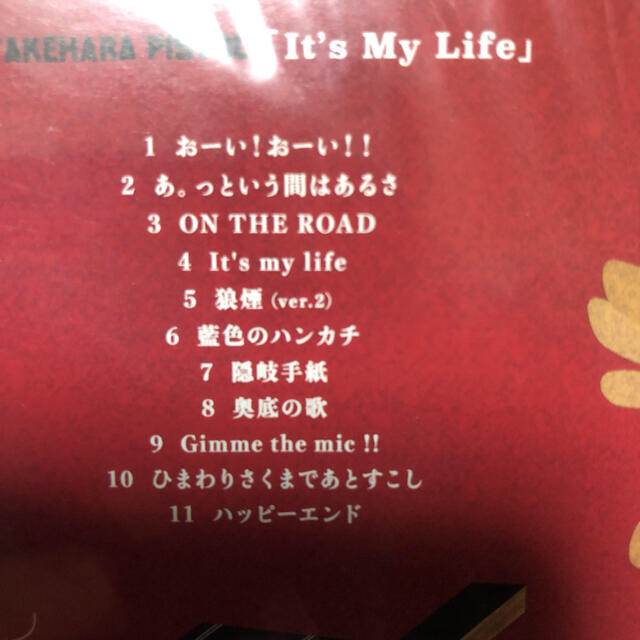 TAKEHARA PISTOL「It's My Life」
1 おーい!おーい!!
2 あ。っという間はあるさ
3 ON THE ROAD
4 It's my life
5 狼煙 (ver.2)
6 藍色のハンカチ
7 隠岐手紙
8 奥底の歌
9 Gimme the mic !!
10 ひまわりさくまであとすこし
11 ハッピーエンド